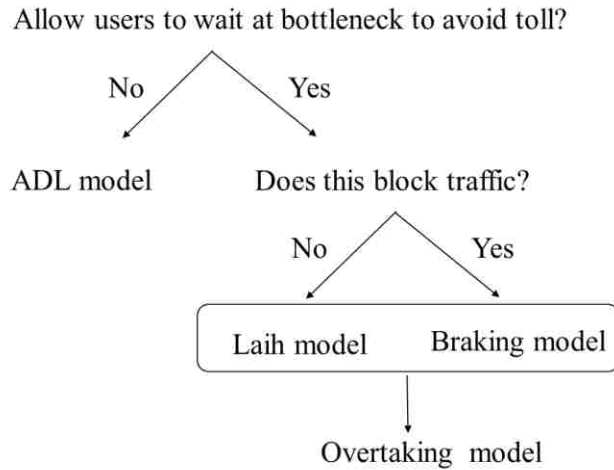 Allow users to wait at bottleneck to avoid toll?
No
Yes
ADL model
Does this block traffic?
No
Yes
Laih model
Braking model
Overtaking model